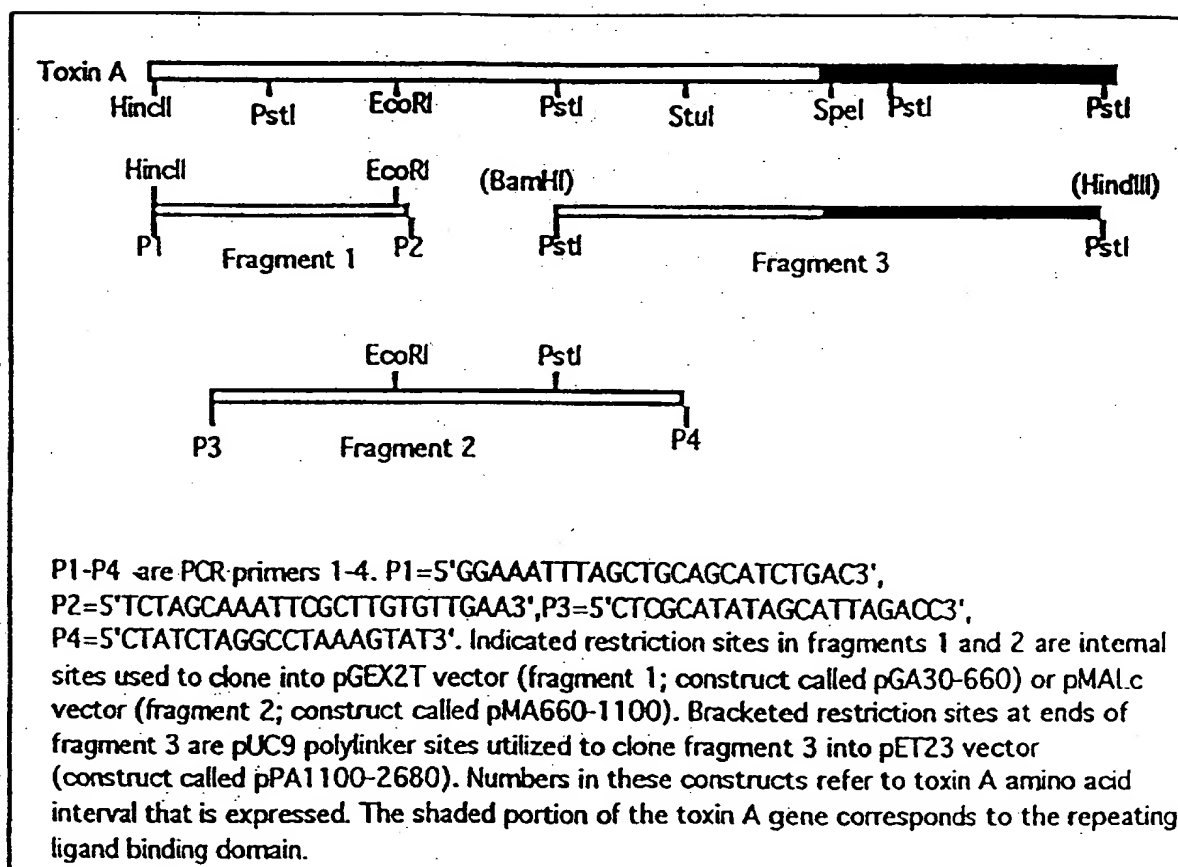 Toxin A
HincII PstI EcoRI PstI StuI SpeI PstI PstI
HincII EcoRI (BamHI) (HindIII)
P1 Fragment 1 P2 PstI Fragment 3 PstI
EcoRI PstI
P3 Fragment 2 P4
P1-P4 are PCR primers 1-4. P1=5'GGAAATTTAGCTGCAGCATCTGAC3',
P2=5'TCTAGCAAATTCGCTTGTGTTGAA3',P3=5'CTCGCATATAGCATTAGACC3',
P4=5'CTATCTAGGCCTAAAGTAT3'. Indicated restriction sites in fragments 1 and 2 are internal
sites used to clone into pGEX2T vector (fragment 1; construct called pGA30-660) or pMALc
vector (fragment 2; construct called pMA660-1100). Bracketed restriction sites at ends of
fragment 3 are pUC9 polylinker sites utilized to clone fragment 3 into pET23 vector
(construct called pPA1100-2680). Numbers in these constructs refer to toxin A amino acid
interval that is expressed. The shaded portion of the toxin A gene corresponds to the repeating
ligand binding domain.